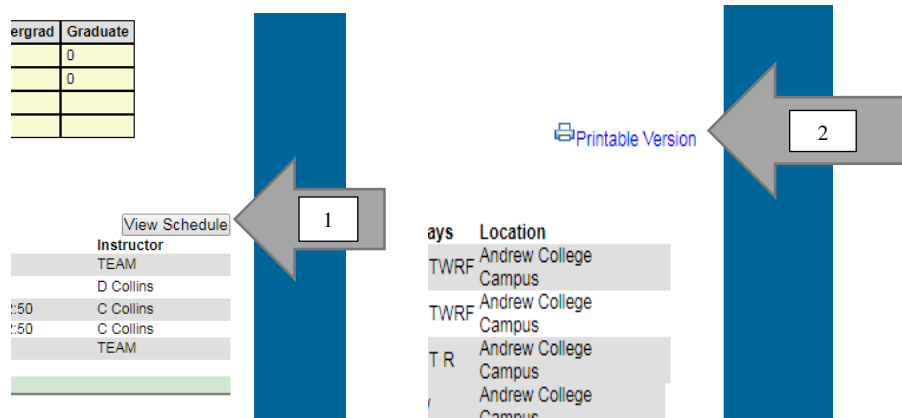 ergrad Graduate
0
0
View Schedule
1
Instructor
TEAM
D Collins
:50 C Collins
:50 C Collins
TEAM
Printable Version
2
ays Location
TWRF Andrew College
Campus
TWRF Andrew College
Campus
T R Andrew College
Campus
Andrew College
Campus